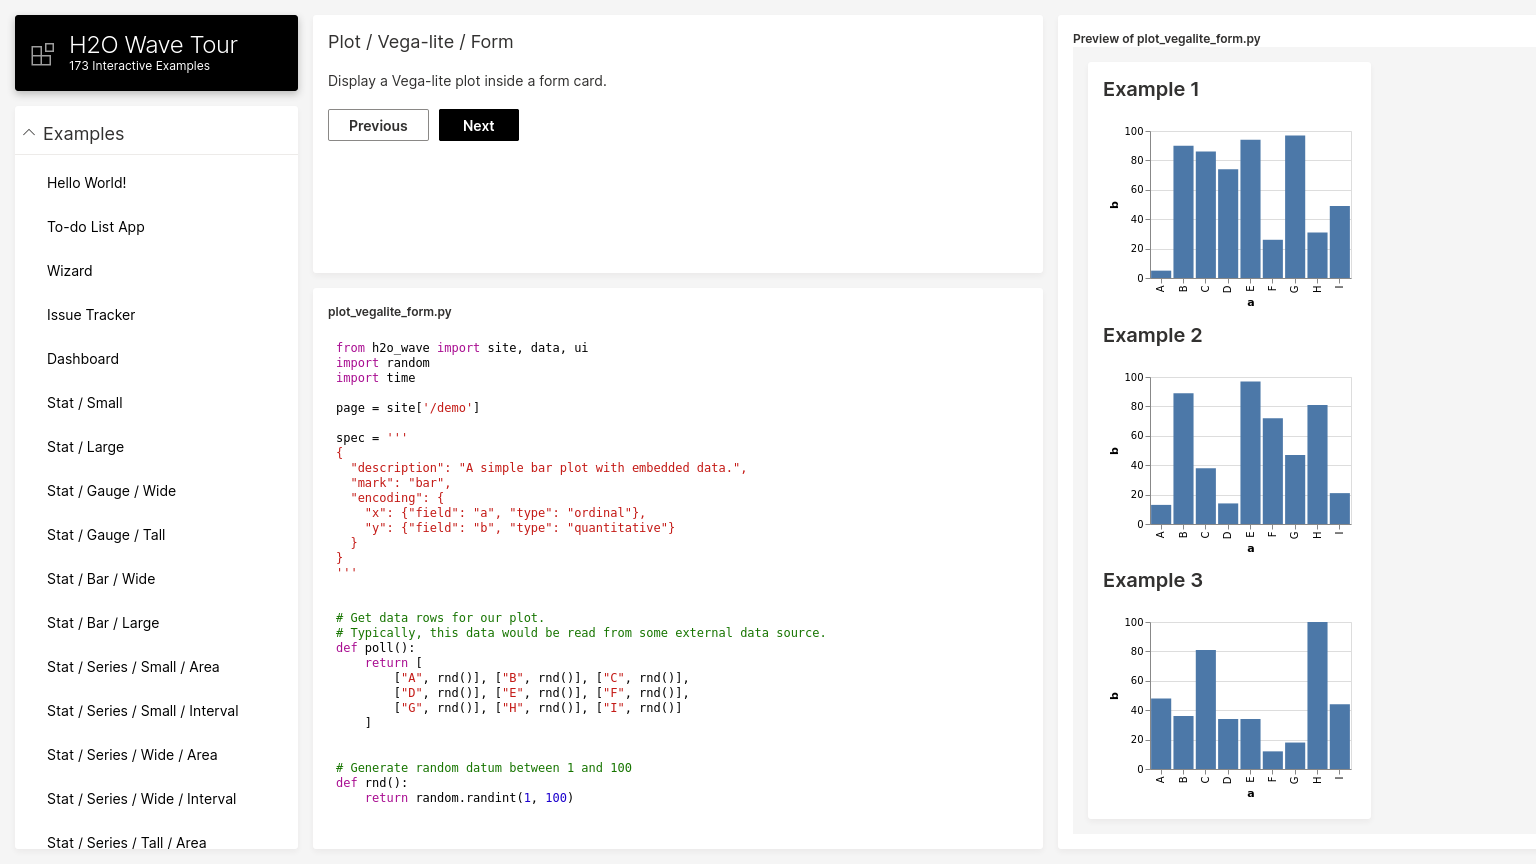 H2O Wave Tour
173 Interactive Examples
Examples
Hello World!
To-do List App
Wizard
Issue Tracker
Dashboard
Stat / Small
Stat / Large
Stat / Gauge / Wide
Stat / Gauge / Tall
Stat / Bar / Wide
Stat / Bar / Large
Stat / Series / Small / Area
Stat / Series / Small / Interval
Stat / Series / Wide / Area
Stat / Series / Wide / Interval
Stat / Series / Tall / Area
Plot / Vega-lite / Form
Display a Vega-lite plot inside a form card.
Previous
Next
plot_vegalite_form.py
from h2o_wave import site, data, ui
import random
import time
page = site['/demo']
spec = '''
{
  "description": "A simple bar plot with embedded data.",
  "mark": "bar",
  "encoding": {
    "x": {"field": "a", "type": "ordinal"},
    "y": {"field": "b", "type": "quantitative"}
  }
}
'''
# Get data rows for our plot.
# Typically, this data would be read from some external data source.
def poll():
    return [
        ["A", rnd()], ["B", rnd()], ["C", rnd()],
        ["D", rnd()], ["E", rnd()], ["F", rnd()],
        ["G", rnd()], ["H", rnd()], ["I", rnd()]
    ]
# Generate random datum between 1 and 100
def rnd():
    return random.randint(1, 100)
Preview of plot_vegalite_form.py
Example 1
100
80
60
40
20
0
b
A B C D E F G H I
a
Example 2
100
80
60
40
20
0
b
A B C D E F G H I
a
Example 3
100
80
60
40
20
0
b
A B C D E F G H I
a